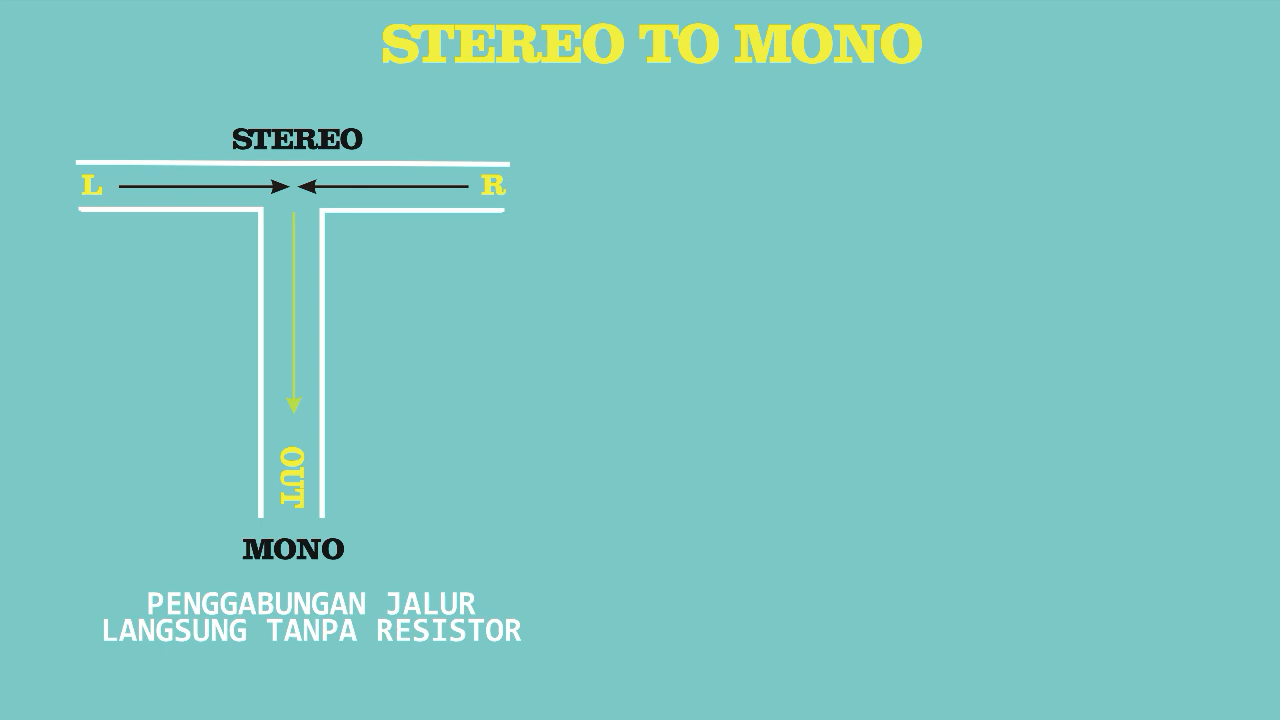 STEREO TO MONO
STEREO
L
R
OUT
MONO
PENGGABUNGAN JALUR
LANGSUNG TANPA RESISTOR